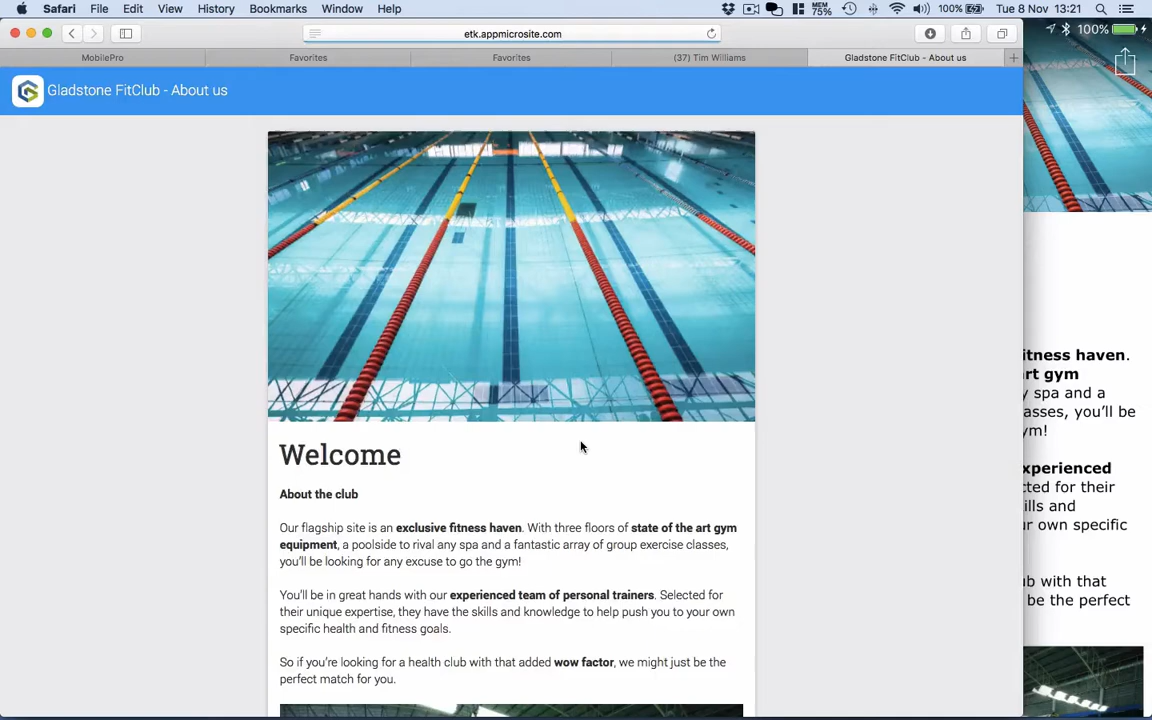 Safari File Edit View History Bookmarks Window Help MEM 75% 100% Tue 8 Nov 13:21
etk.appmicrosite.com
100%
MobilePro Favorites Favorites (37) Tim Williams Gladstone FitClub - About us
Gladstone FitClub - About us
Welcome
About the club
Our flagship site is an exclusive fitness haven. With three floors of state of the art gym
equipment, a poolside to rival any spa and a fantastic array of group exercise classes,
you'll be looking for any excuse to go the gym!
You'll be in great hands with our experienced team of personal trainers. Selected for
their unique expertise, they have the skills and knowledge to help push you to your own
specific health and fitness goals.
So if you're looking for a health club with that added wow factor, we might just be the
perfect match for you.
itness haven.
rt gym
y spa and a
asses, you'll be
ym!
xperienced
cted for their
ills and
ur own specific
ub with that
be the perfect